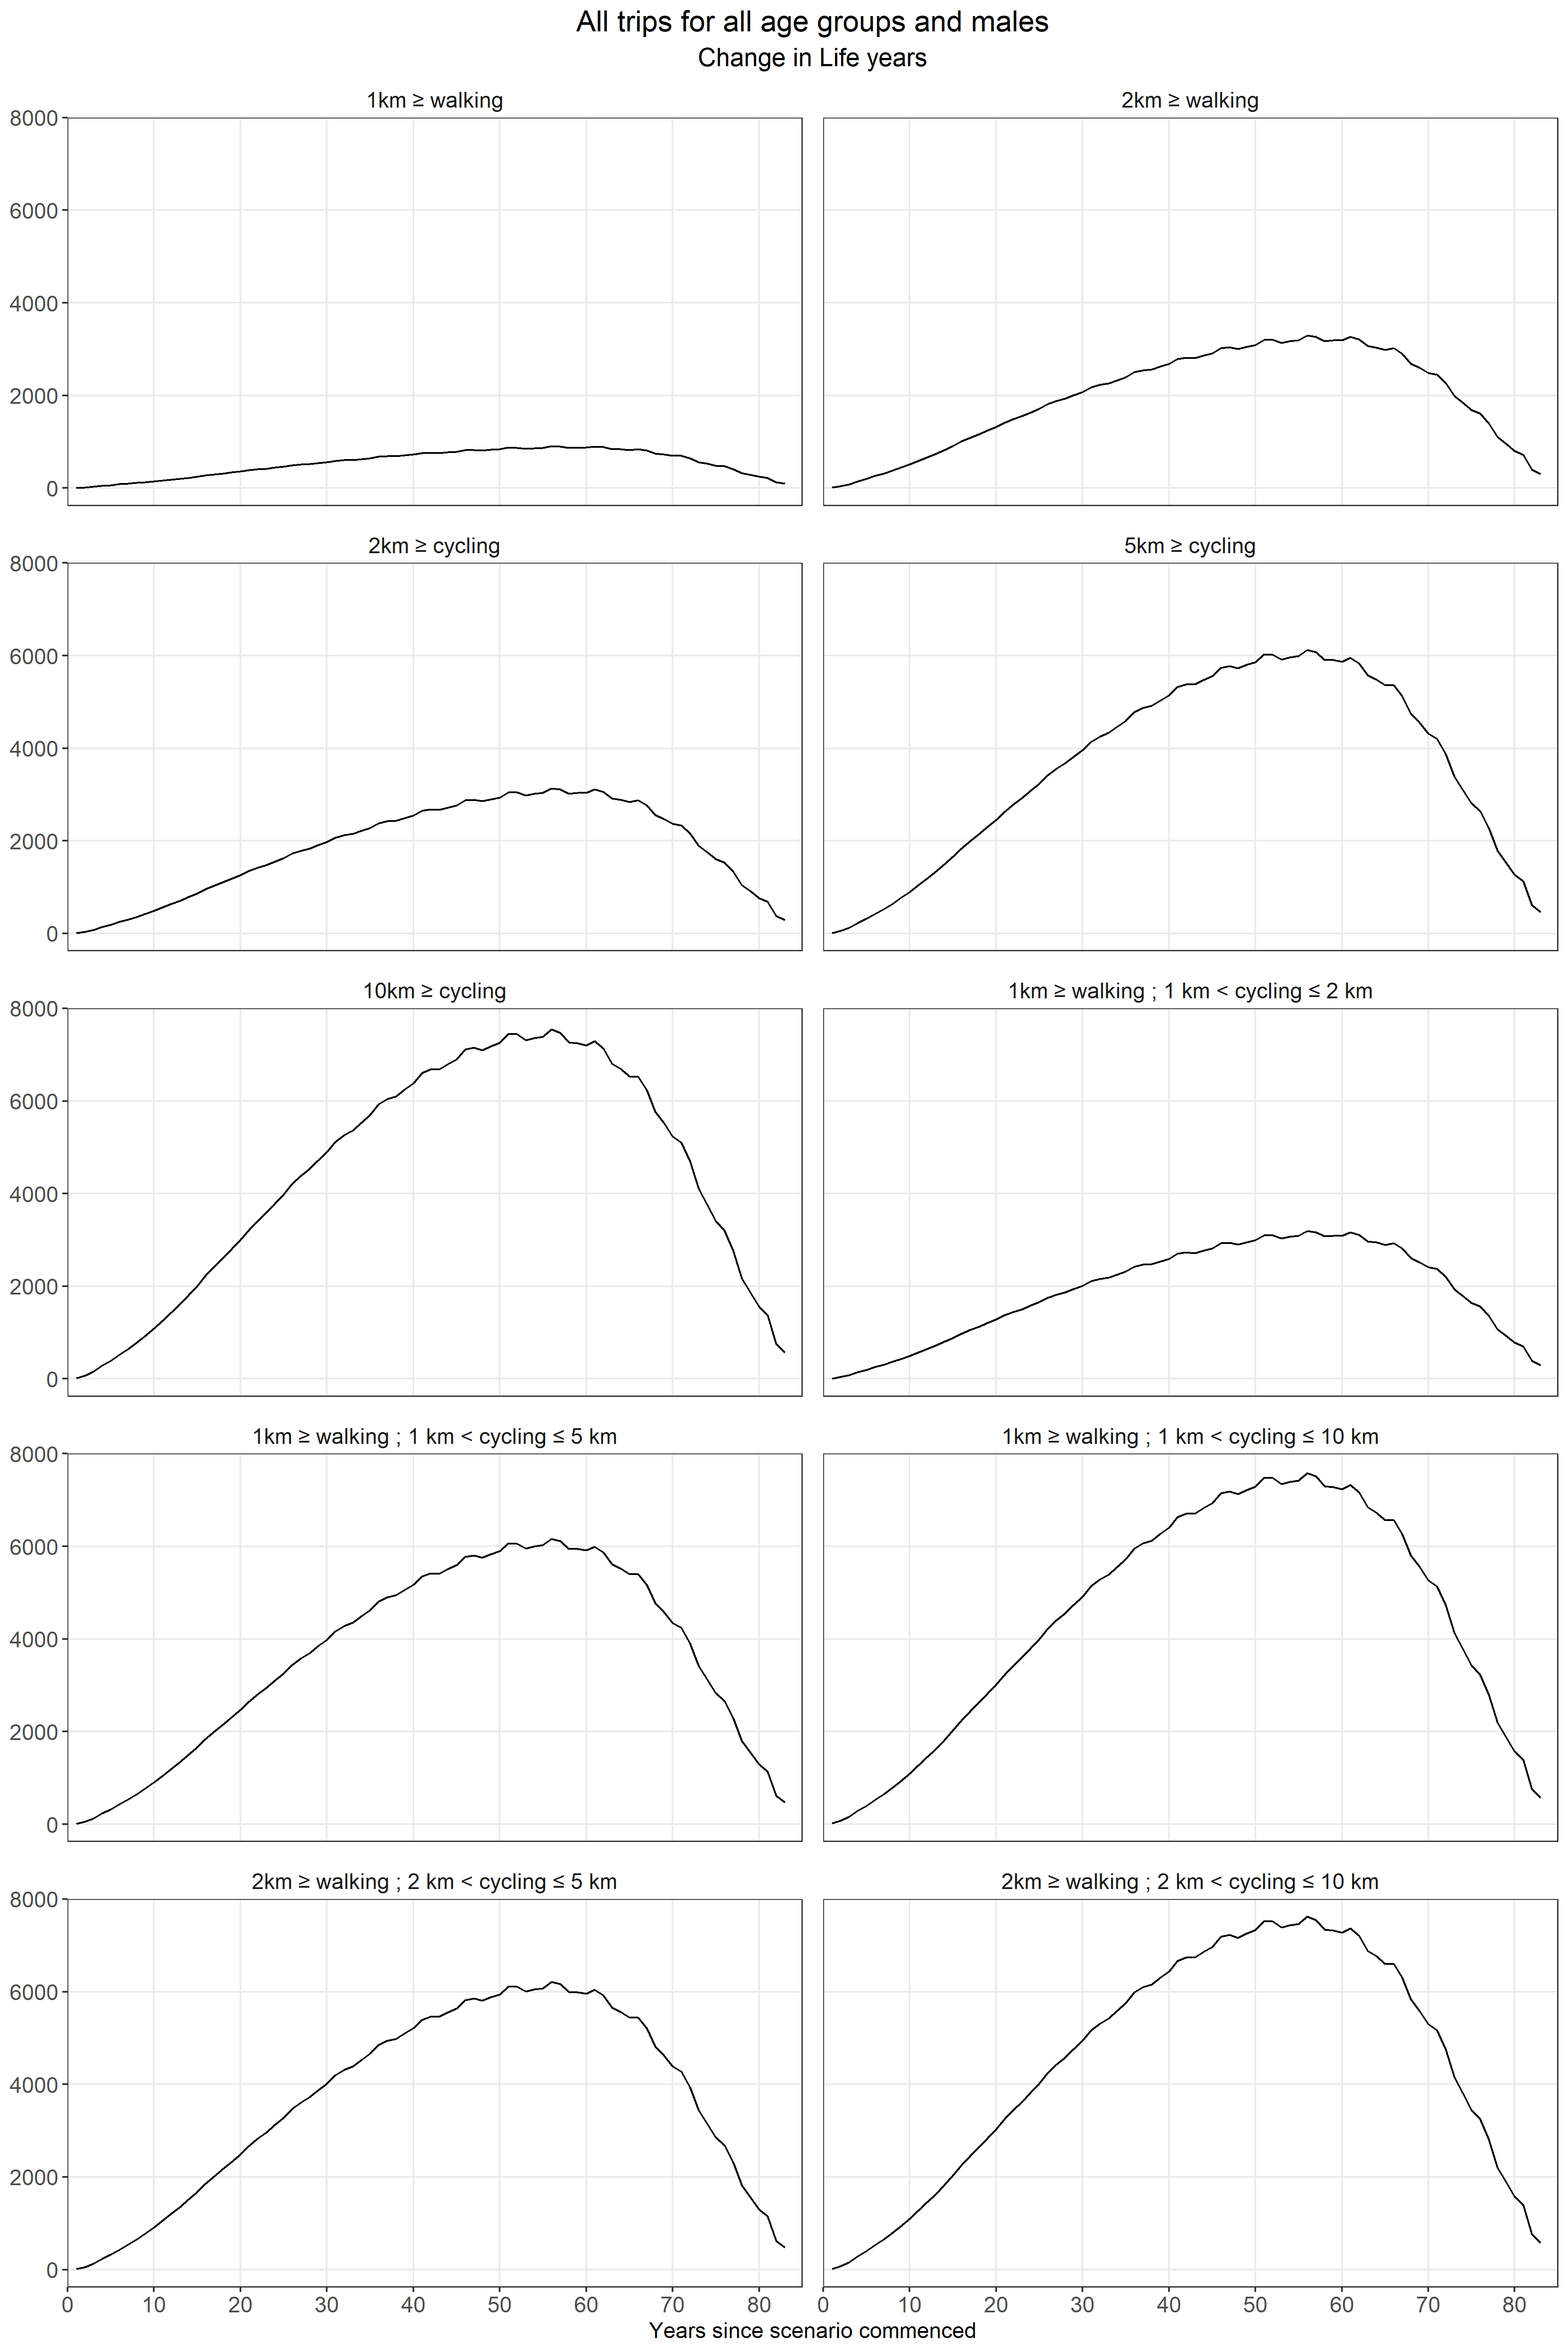 All trips for all age groups and males
Change in Life years
1km ≥ walking
2km ≥ walking
8000
6000
4000
2000
0
2km ≥ cycling
5km ≥ cycling
8000
6000
4000
2000
0
10km ≥ cycling
1km ≥ walking ; 1 km < cycling ≤ 2 km
8000
6000
4000
2000
0
1km ≥ walking ; 1 km < cycling ≤ 5 km
1km ≥ walking ; 1 km < cycling ≤ 10 km
8000
6000
4000
2000
0
2km ≥ walking ; 2 km < cycling ≤ 5 km
2km ≥ walking ; 2 km < cycling ≤ 10 km
8000
6000
4000
2000
0
0 10 20 30 40 50 60 70 80
0 10 20 30 40 50 60 70 80
Years since scenario commenced